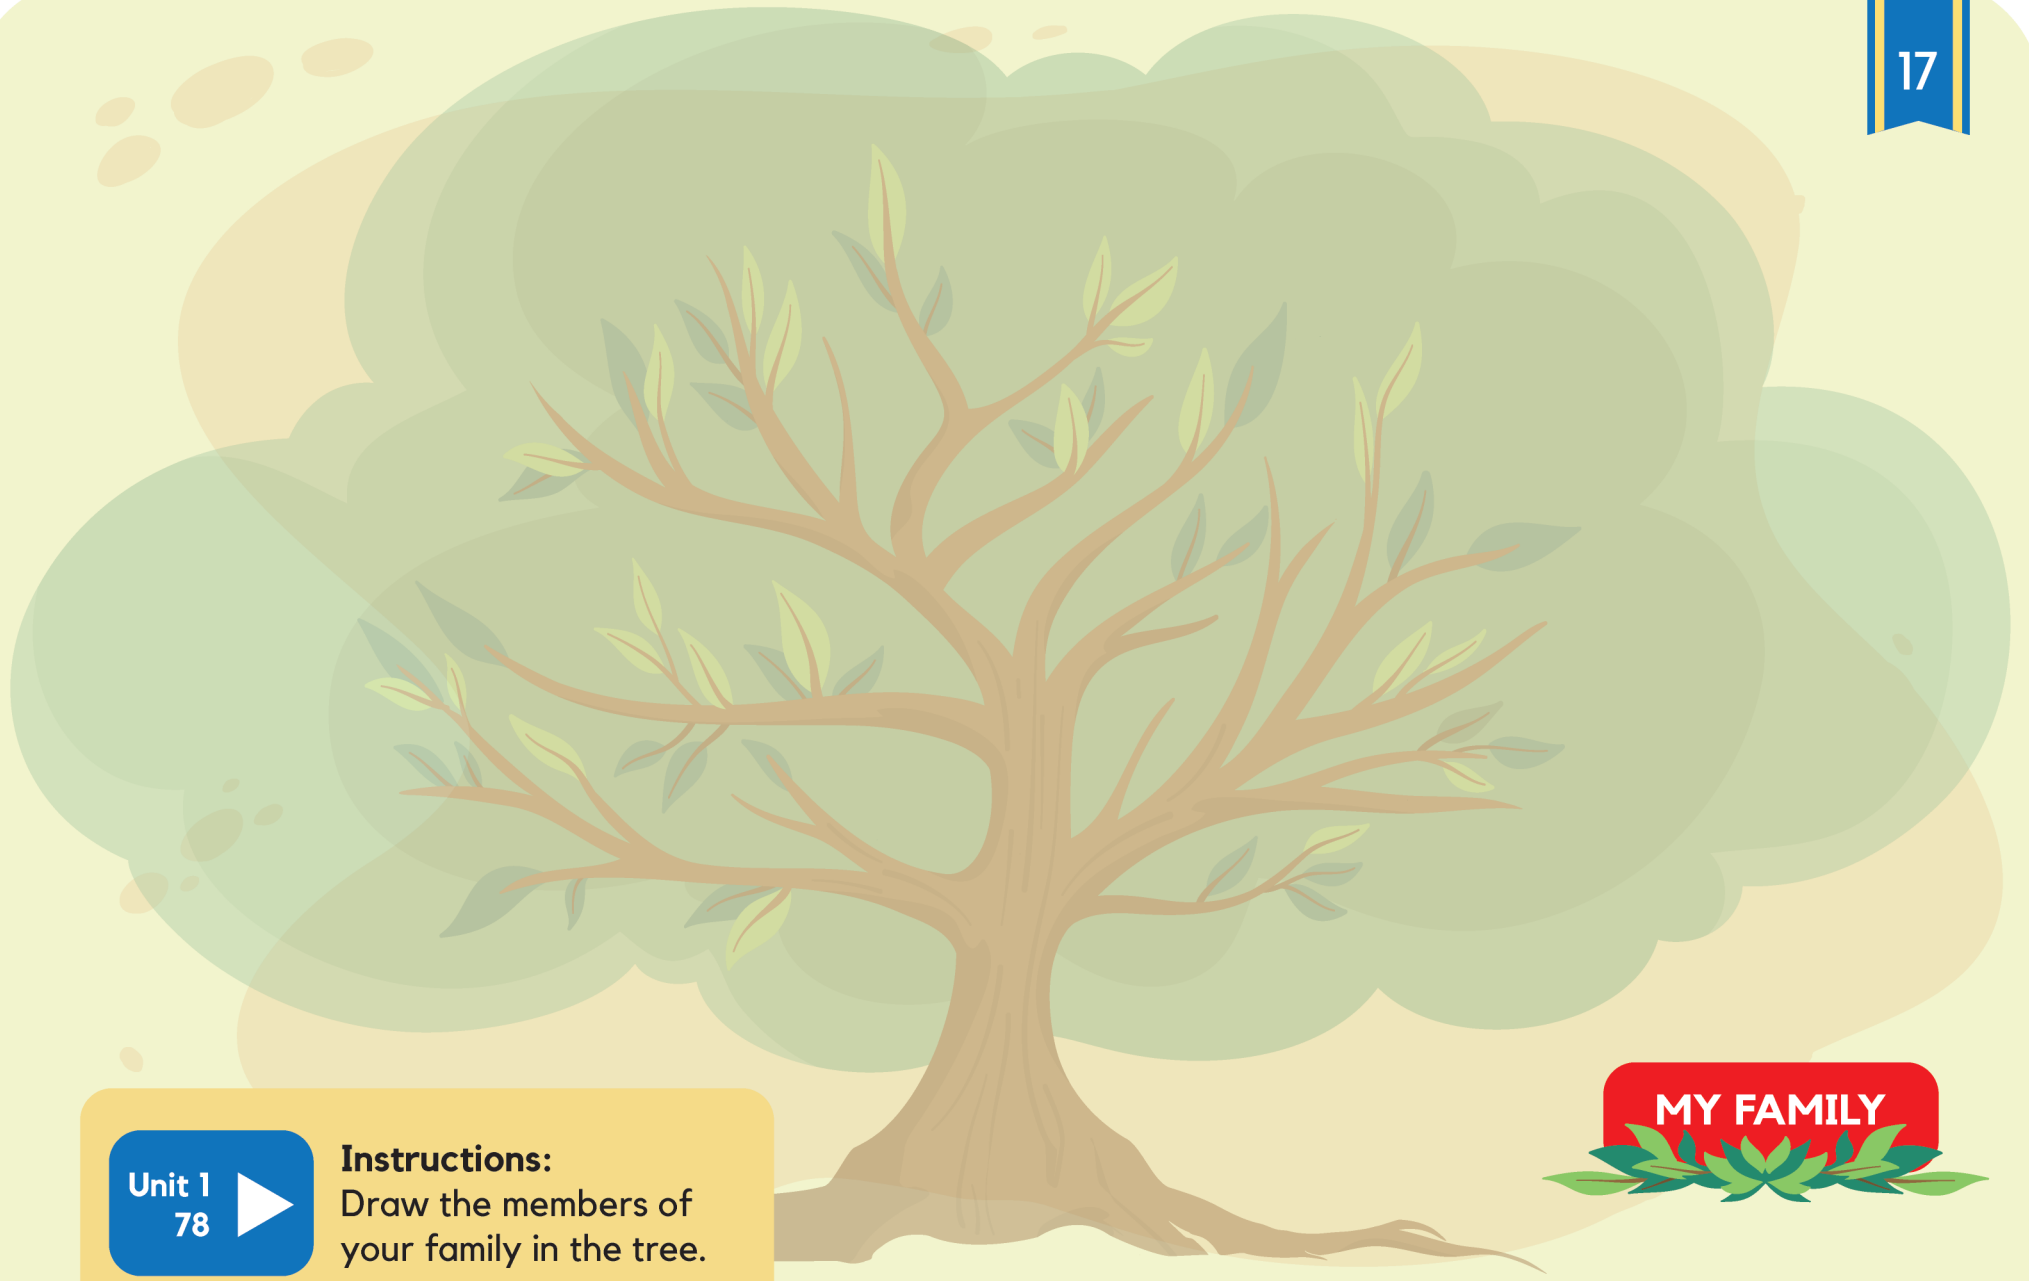 17
MY FAMILY
Unit 1
78
Instructions:
Draw the members of
your family in the tree.